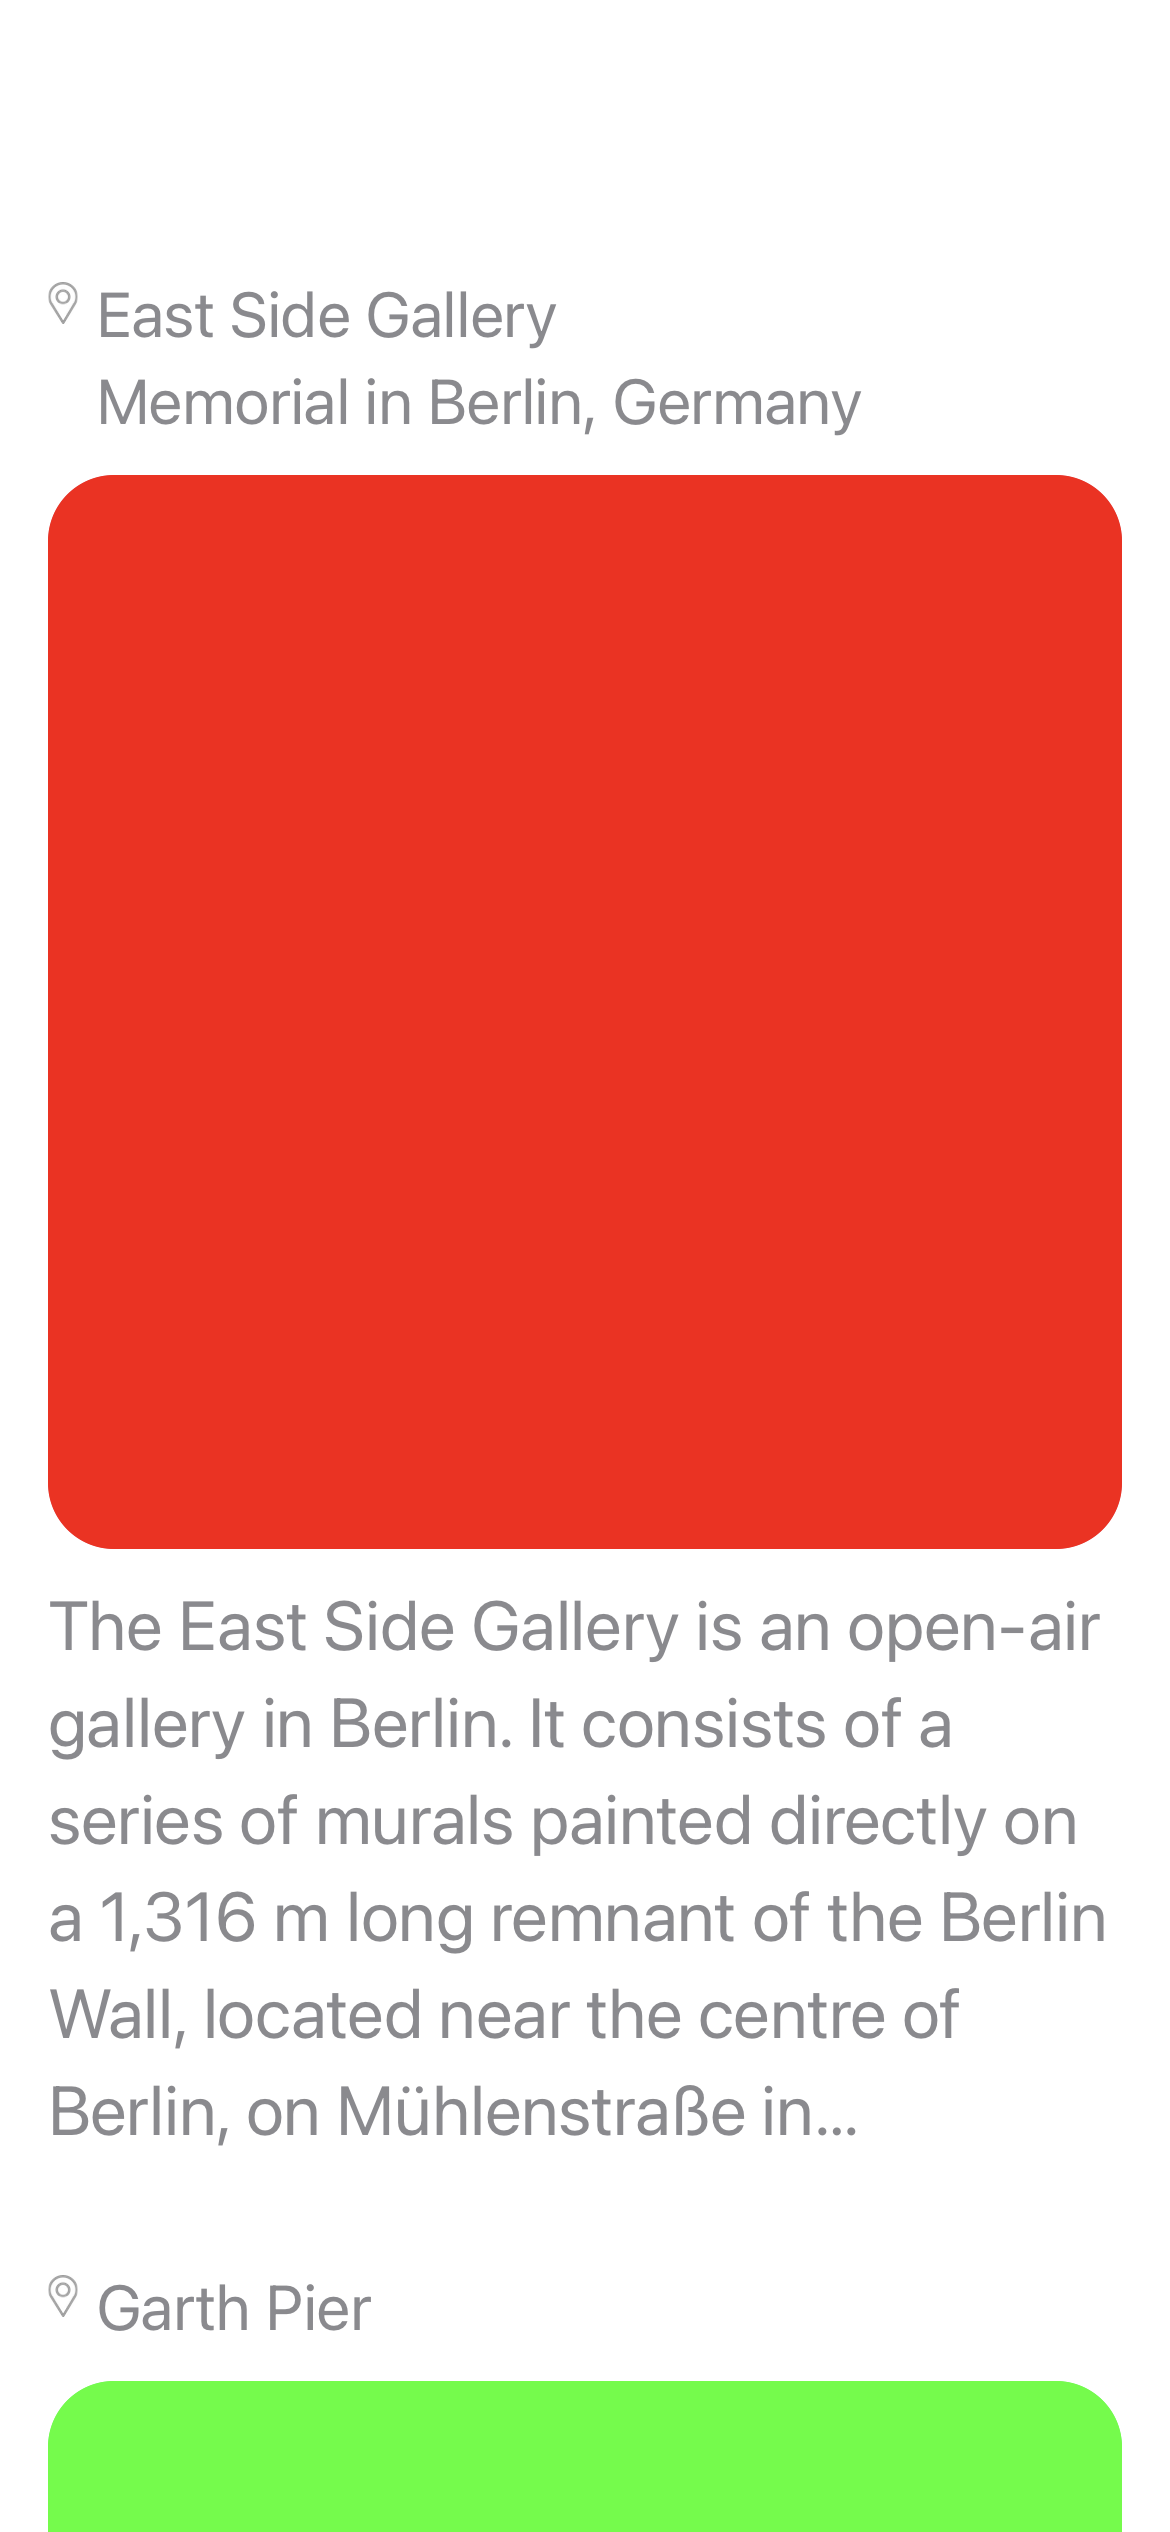 East Side Gallery
Memorial in Berlin, Germany
The East Side Gallery is an open-air
gallery in Berlin. It consists of a
series of murals painted directly on
a 1,316 m long remnant of the Berlin
Wall, located near the centre of
Berlin, on Mühlenstraße in…
Garth Pier